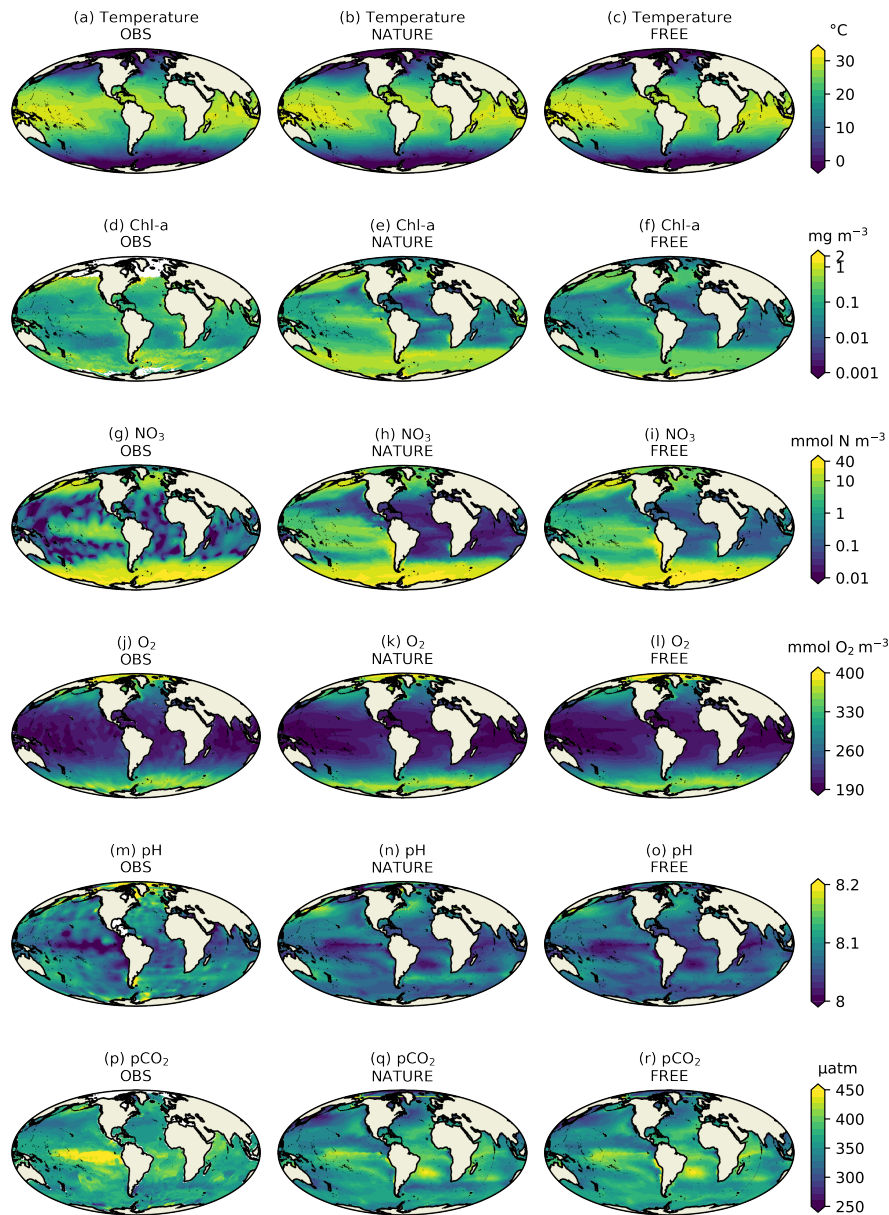 (a) Temperature
OBS
(b) Temperature
NATURE
(c) Temperature
FREE
°C
30
20
10
0
(d) Chl-a
OBS
(e) Chl-a
NATURE
(f) Chl-a
FREE
mg m⁻³
2
1
0.1
0.01
0.001
(g) NO₃
OBS
(h) NO₃
NATURE
(i) NO₃
FREE
mmol N m⁻³
40
10
1
0.1
0.01
(j) O₂
OBS
(k) O₂
NATURE
(l) O₂
FREE
mmol O₂ m⁻³
400
330
260
190
(m) pH
OBS
(n) pH
NATURE
(o) pH
FREE
8.2
8.1
8
(p) pCO₂
OBS
(q) pCO₂
NATURE
(r) pCO₂
FREE
µatm
450
400
350
300
250